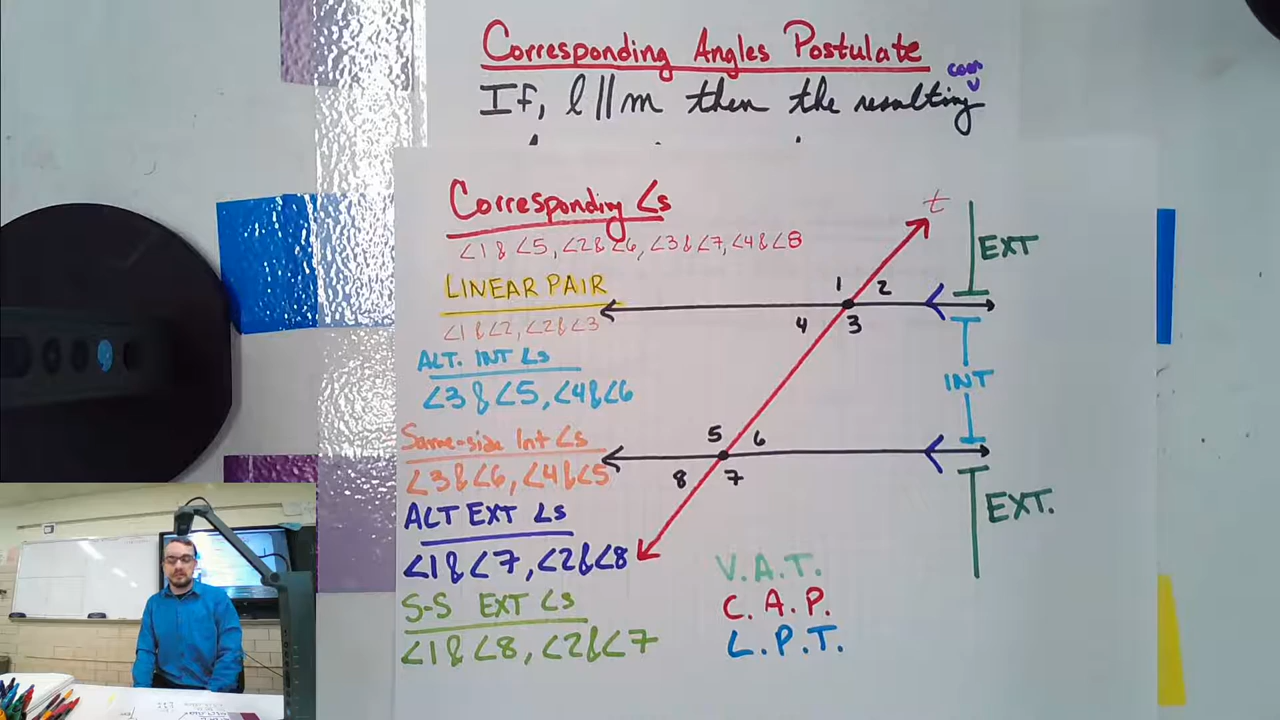 Corresponding Angles Postulate
If, l || m then the resulting
Corresponding ∠s
∠1 & ∠5, ∠2 & ∠6, ∠3 & ∠7, ∠4 & ∠8
LINEAR PAIR
∠1 & ∠2, ∠2 & ∠3
ALT. INT ∠s
∠3 & ∠5, ∠4 & ∠6
Same-side Int ∠s
∠3 & ∠6, ∠4 & ∠5
ALT EXT ∠s
∠1 & ∠7, ∠2 & ∠8
S-S EXT ∠s
∠1 & ∠8, ∠2 & ∠7
t
EXT
1 2
4 3
INT
5 6
8 7
EXT.
V.A.T.
C.A.P.
L.P.T.